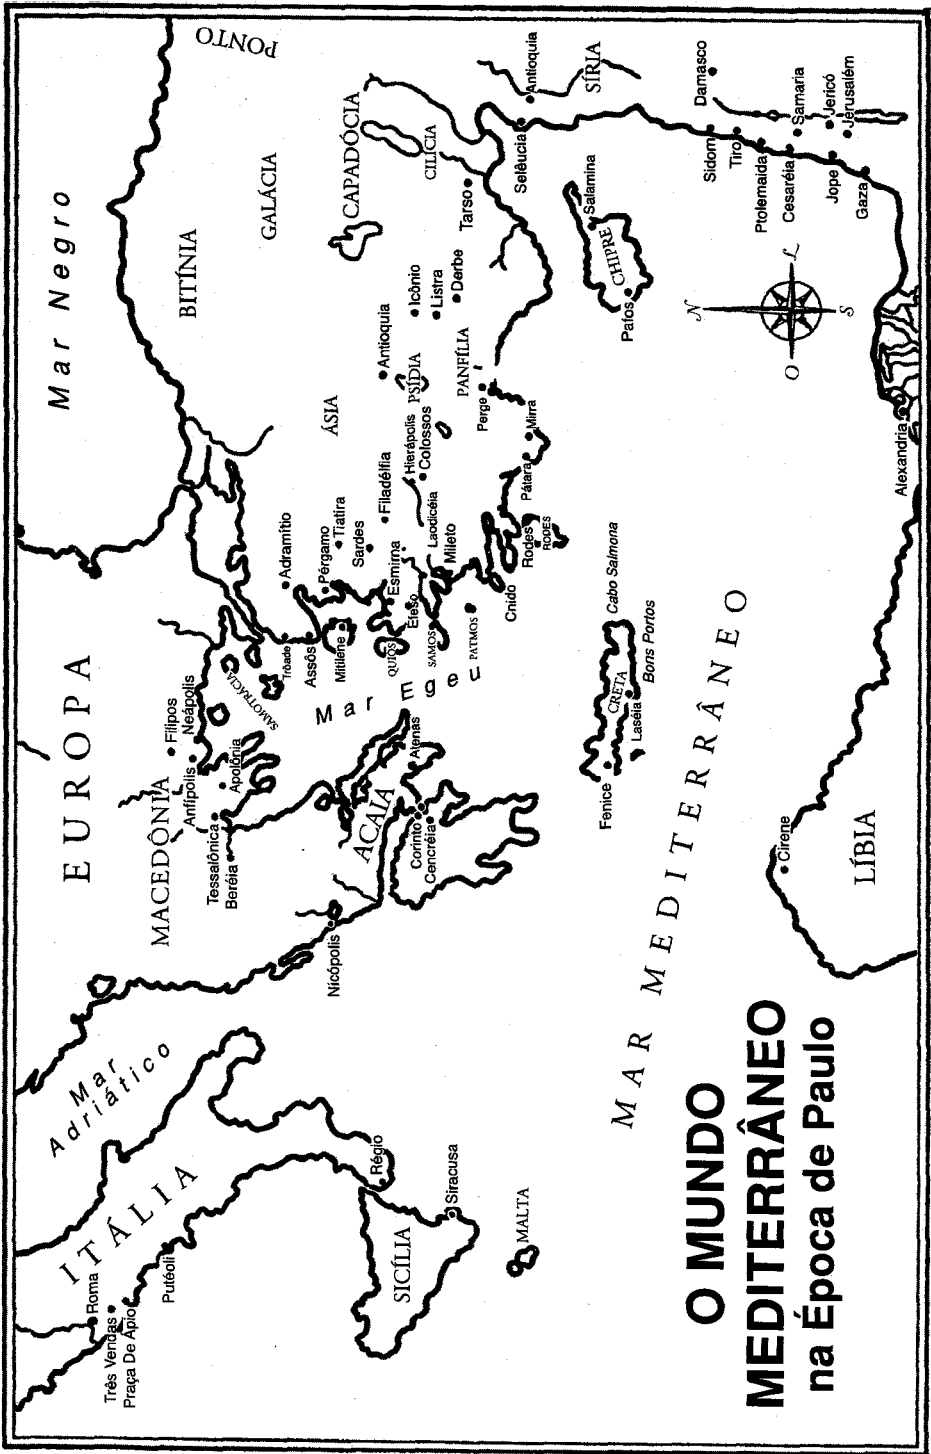 O MUNDO
MEDITERRÂNEO
na Época de Paulo
Mar Negro
EUROPA
Mar
Adriático
ITÁLIA
Roma
Três Vendas
Praça De Ápio
Putéoli
Régio
SICÍLIA
Siracusa
MALTA
MACEDÔNIA
Filipos
Neápolis
Anfípolis
Apolônia
Tessalônica
Beréia
Nicópolis
SAMOTRÁCIA
ACAIA
Atenas
Corinto
Cencréia
Mar Egeu
PONTO
BITÍNIA
GALÁCIA
CAPADÓCIA
CILÍCIA
Tarso
ÁSIA
Adramítio
Trôade
Assôs
Mitilene
Pérgamo
Tiatira
Sardes
Filadélfia
Esmirna
QUIOS
Éfeso
SAMOS
PATMOS
Mileto
Laodicéia
Hierápolis
Colossos
Antioquia
PSÍDIA
Icônio
Listra
Derbe
PANFÍLIA
Perge
Mirra
Pátara
Rodes
RODES
Cnido
Antioquia
SÍRIA
Selêucia
Salamina
CHIPRE
Pafos
Damasco
Sidom
Tiro
Ptolemaida
Cesaréia
Samaria
Jope
Jericó
Jerusalém
Gaza
N
L
S
O
Cabo Salmona
CRETA
Laséia
Bons Portos
Fenice
MAR MEDITERRÂNEO
Alexandria
Cirene
LÍBIA